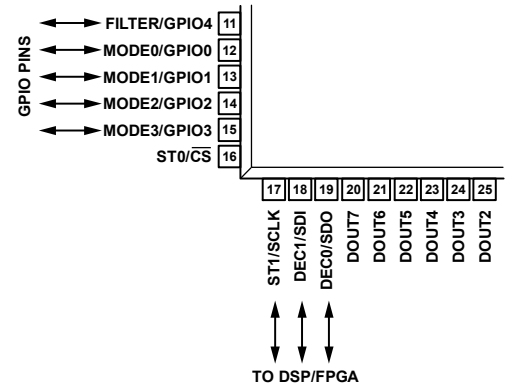 GPIO PINS
FILTER/GPIO4 11
MODE0/GPIO0 12
MODE1/GPIO1 13
MODE2/GPIO2 14
MODE3/GPIO3 15
ST0/C̅S̅ 16
17 18 19 20 21 22 23 24 25
ST1/SCLK
DEC1/SDI
DEC0/SDO
DOUT7
DOUT6
DOUT5
DOUT4
DOUT3
DOUT2
TO DSP/FPGA